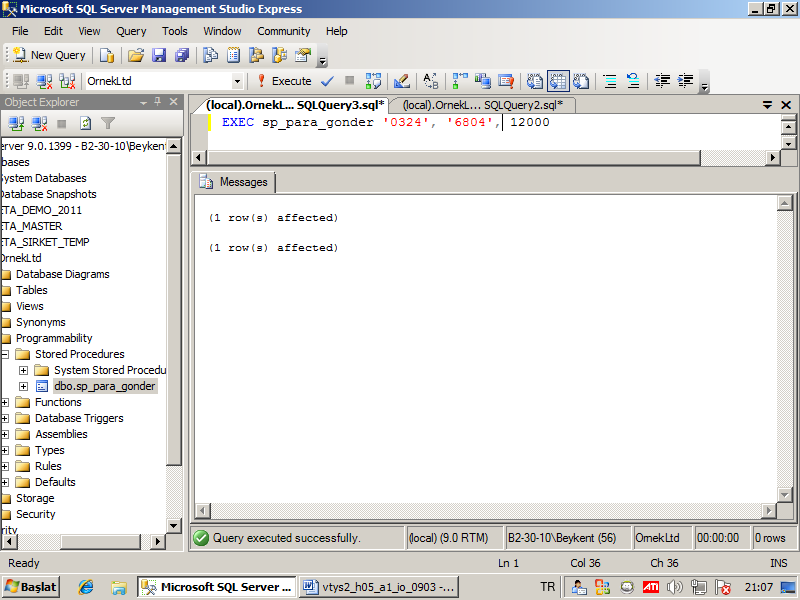 Microsoft SQL Server Management Studio Express
File Edit View Query Tools Window Community Help
New Query
OrnekLtd Execute
Object Explorer
(local).OrnekL... SQLQuery3.sql* (local).OrnekL... SQLQuery2.sql*
EXEC sp_para_gonder '0324', '6804', 12000
erver 9.0.1399 - B2-30-10\Beykent
bases
System Databases
Database Snapshots
ETA_DEMO_2011
ETA_MASTER
ETA_SIRKET_TEMP
OrnekLtd
Database Diagrams
Tables
Views
Synonyms
Programmability
Stored Procedures
System Stored Procedu
dbo.sp_para_gonder
Functions
Database Triggers
Assemblies
Types
Rules
Defaults
Storage
Security
rity
Messages
(1 row(s) affected)
(1 row(s) affected)
Query executed successfully. (local) (9.0 RTM) B2-30-10\Beykent (56) OrnekLtd 00:00:00 0 rows
Ready Ln 1 Col 36 Ch 36 INS
Başlat Microsoft SQL Server ... vtys2_h05_a1_io_0903 -... TR ATI 21:07